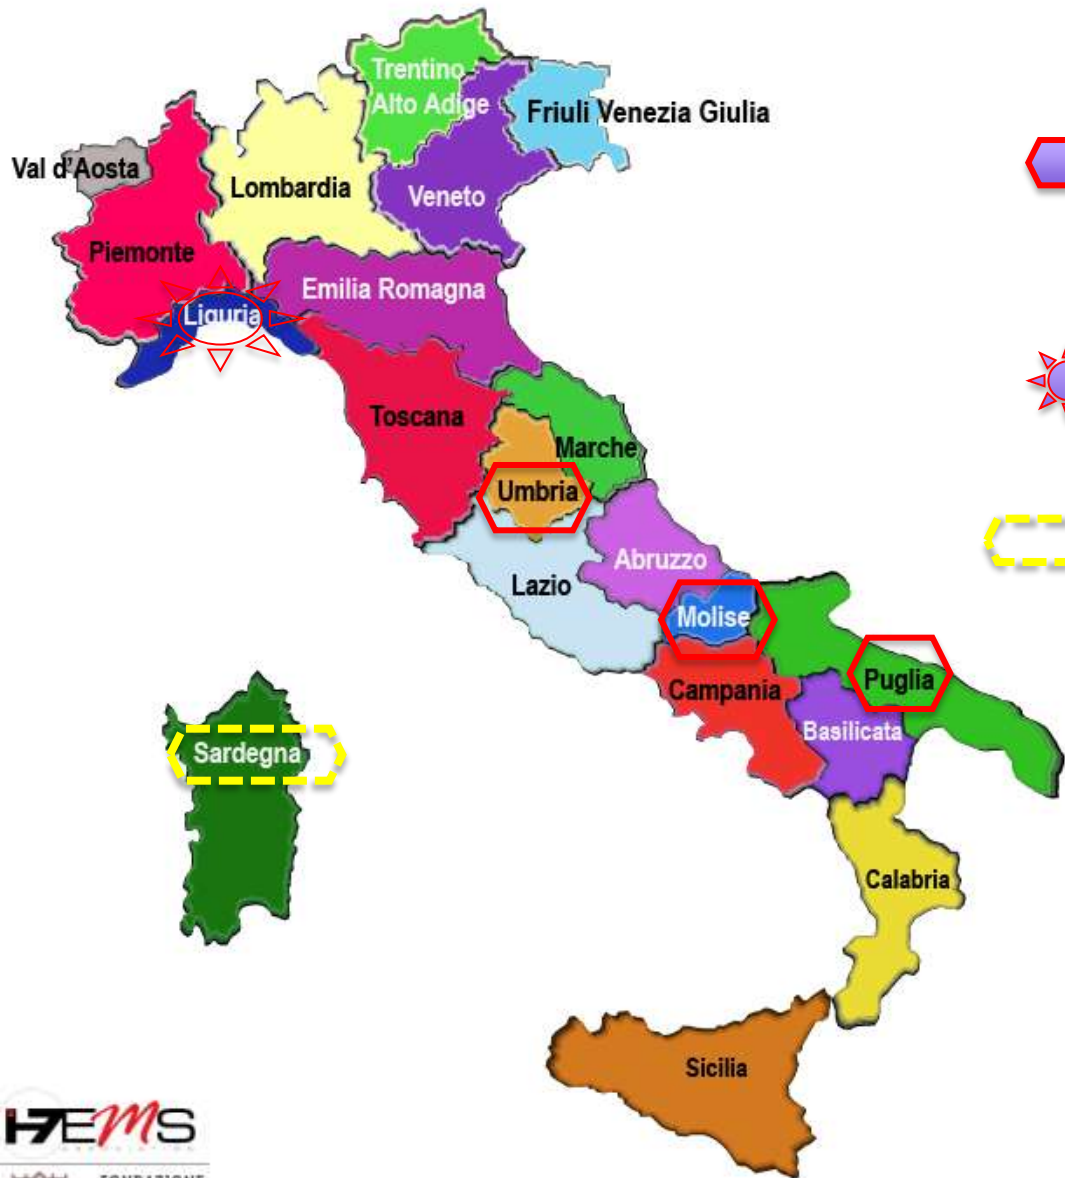 Trentino
Alto Adige
Friuli Venezia Giulia
Val d'Aosta
Lombardia
Veneto
Piemonte
Emilia Romagna
Liguria
Toscana
Marche
Umbria
Abruzzo
Lazio
Molise
Puglia
Campania
Basilicata
Sardegna
Calabria
Sicilia
HEMS